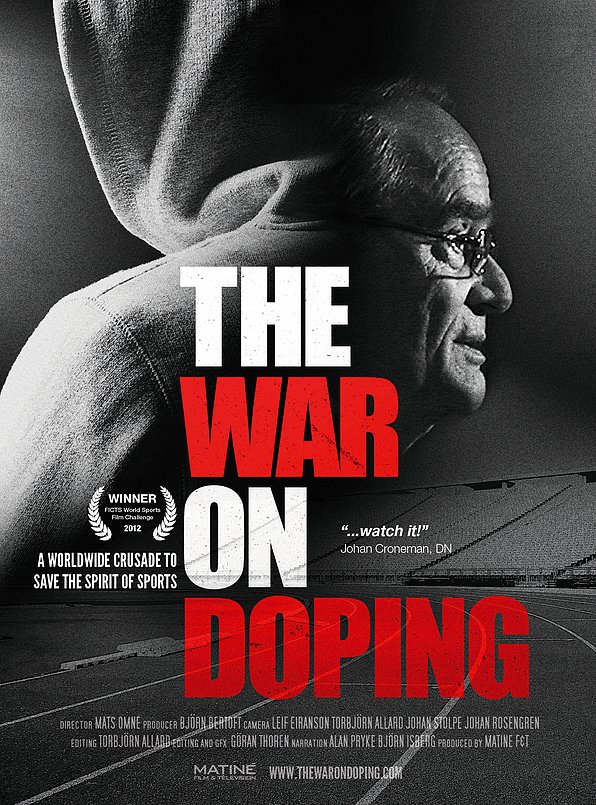 THE
WAR
ON
DOPING
WINNER
FICTS World Sports
Film Challenge
2012
A WORLDWIDE CRUSADE TO
SAVE THE SPIRIT OF SPORTS
“...watch it!”
Johan Croneman, DN
DIRECTOR MATS OMNE PRODUCER BJÖRN BERTOFT CAMERA LEIF EIRANSON TORBJÖRN ALLARD JOHAN STOLPE JOHAN ROSENGREN
EDITING TORBJÖRN ALLARD EDITING AND GFX GÖRAN THOREN NARRATION ALAN PRYKE BJÖRN ISBERG PRODUCED BY MATINE F&T
MATINÉ
FILM & TELEVISION
WWW.THEWARONDOPING.COM